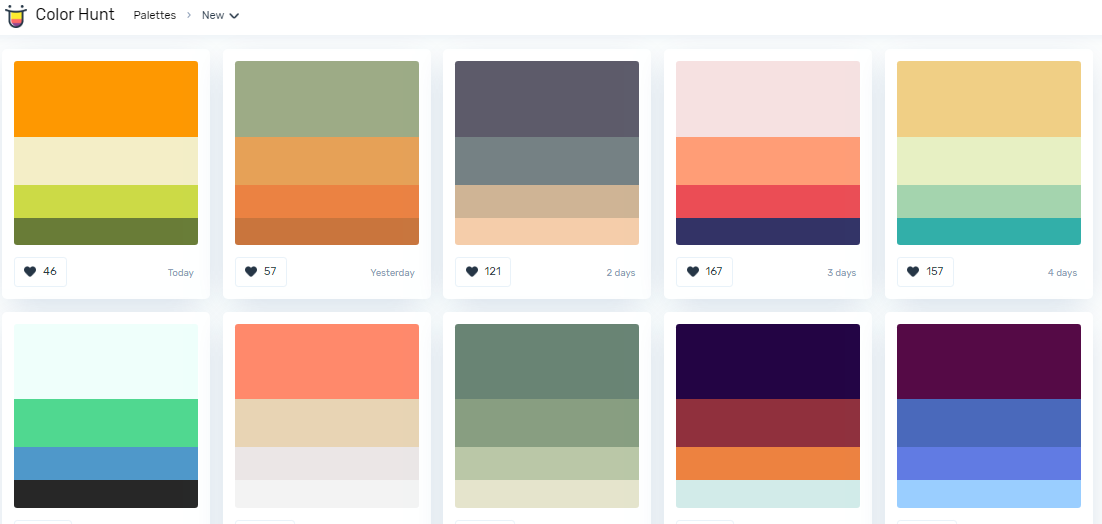 Color Hunt Palettes › New
46 Today
57 Yesterday
121 2 days
167 3 days
157 4 days